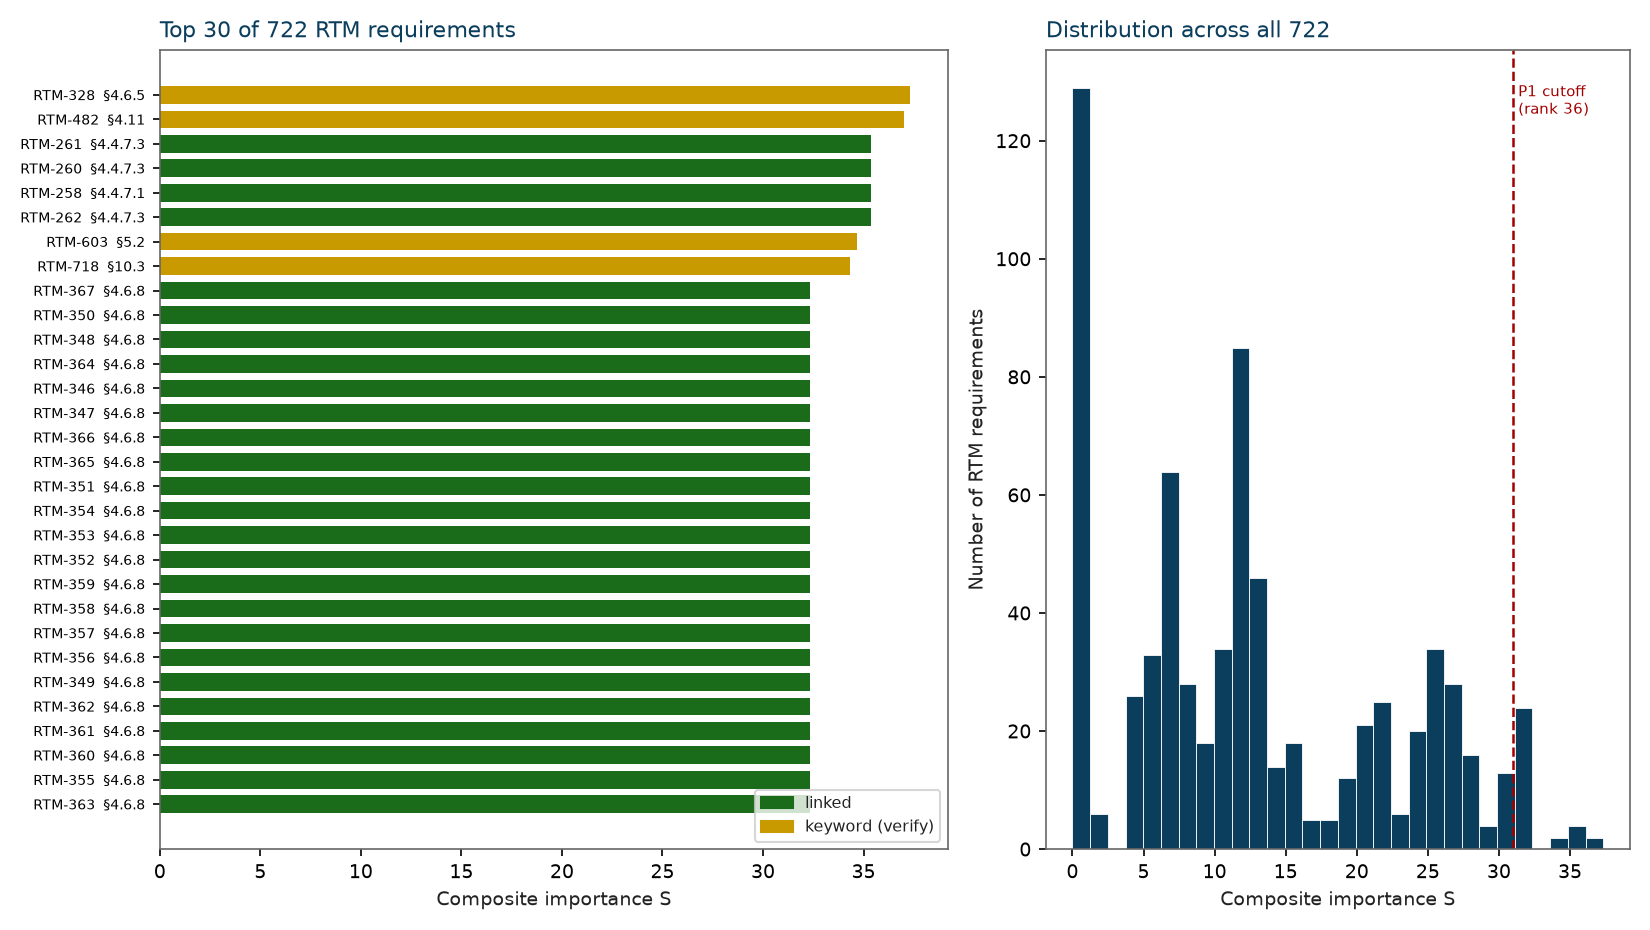 Top 30 of 722 RTM requirements
RTM-328 §4.6.5
RTM-482 §4.11
RTM-261 §4.4.7.3
RTM-260 §4.4.7.3
RTM-258 §4.4.7.1
RTM-262 §4.4.7.3
RTM-603 §5.2
RTM-718 §10.3
RTM-367 §4.6.8
RTM-350 §4.6.8
RTM-348 §4.6.8
RTM-364 §4.6.8
RTM-346 §4.6.8
RTM-347 §4.6.8
RTM-366 §4.6.8
RTM-365 §4.6.8
RTM-351 §4.6.8
RTM-354 §4.6.8
RTM-353 §4.6.8
RTM-352 §4.6.8
RTM-359 §4.6.8
RTM-358 §4.6.8
RTM-357 §4.6.8
RTM-356 §4.6.8
RTM-349 §4.6.8
RTM-362 §4.6.8
RTM-361 §4.6.8
RTM-360 §4.6.8
RTM-355 §4.6.8
RTM-363 §4.6.8
linked
keyword (verify)
0 5 10 15 20 25 30 35
Composite importance S
Distribution across all 722
P1 cutoff
(rank 36)
Number of RTM requirements
120
100
80
60
40
20
0
0 5 10 15 20 25 30 35
Composite importance S